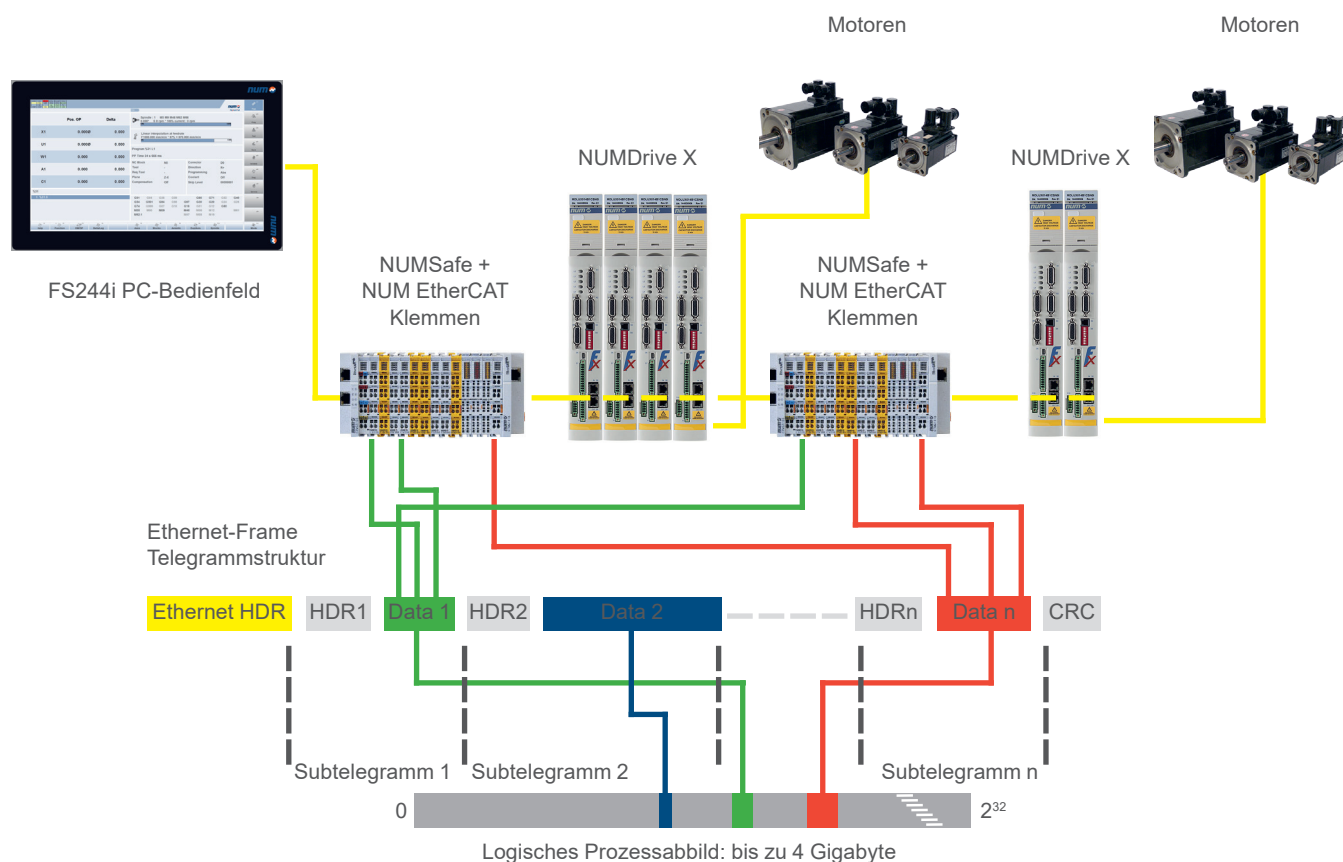 Motoren
Motoren
num
NUMDrive X
NUMDrive X
FS244i PC-Bedienfeld
NUMSafe +
NUM EtherCAT
Klemmen
NUMSafe +
NUM EtherCAT
Klemmen
Ethernet-Frame
Telegrammstruktur
Ethernet HDR
HDR1
Data 1
HDR2
Data 2
HDRn
Data n
CRC
Subtelegramm 1
Subtelegramm 2
Subtelegramm n
0
2³²
Logisches Prozessabbild: bis zu 4 Gigabyte